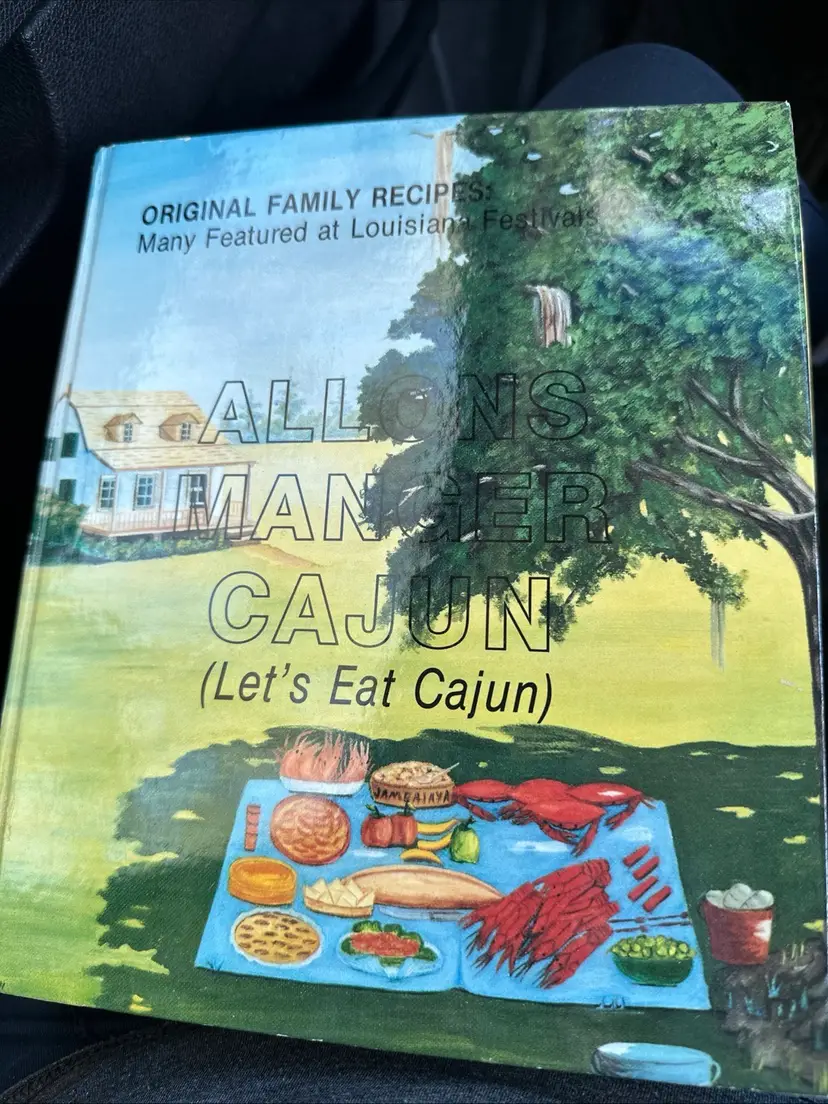 ORIGINAL FAMILY RECIPES:
Many Featured at Louisiana Festivals
ALLONS
MANGER
CAJUN
(Let's Eat Cajun)
JAMBALAYA